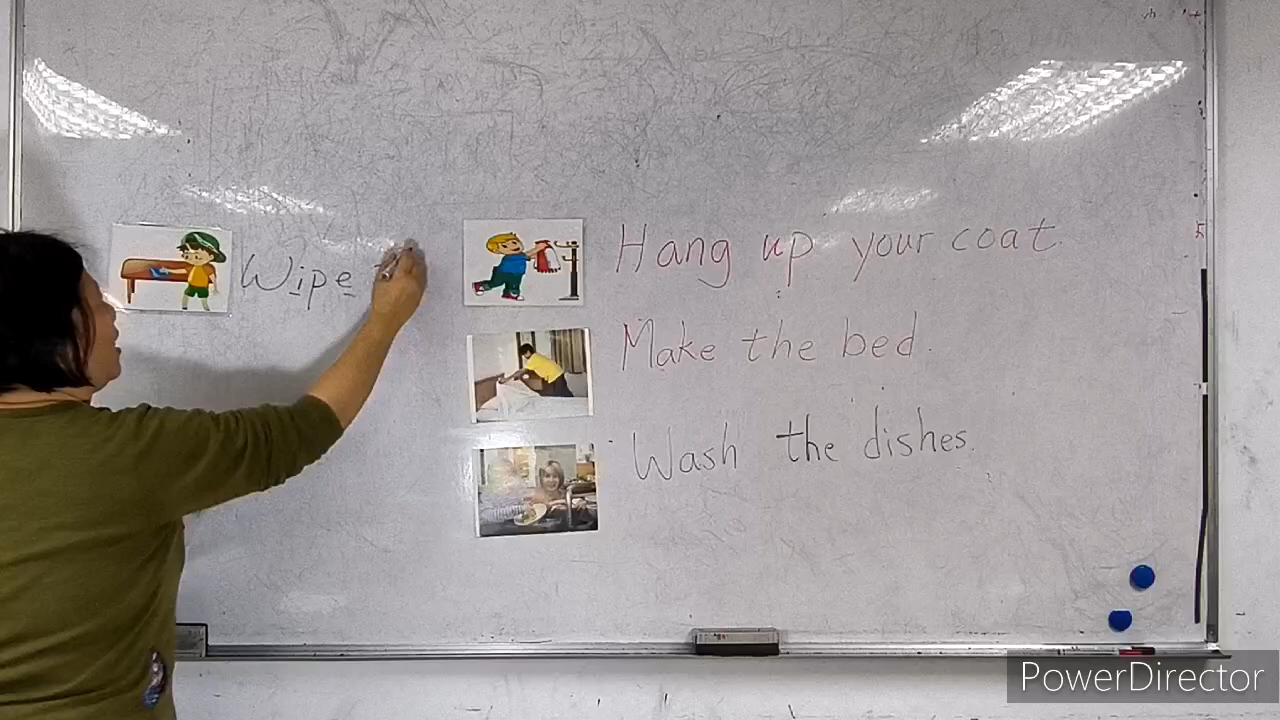 Wipe
Hang up your coat.
Make the bed.
Wash the dishes.
PowerDirector